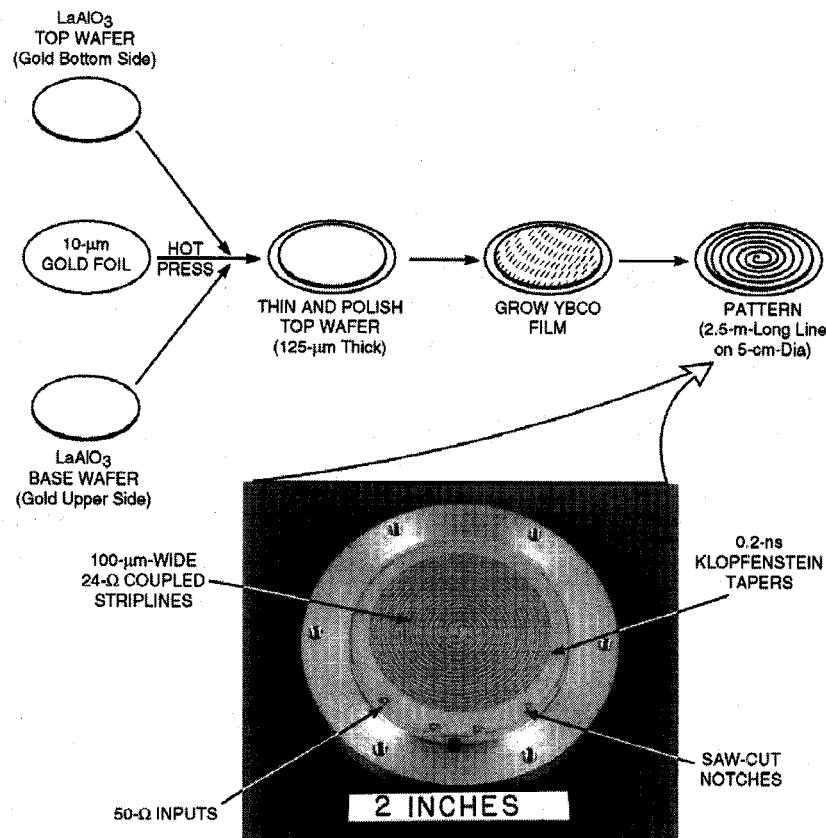 LaAlO3
TOP WAFER
(Gold Bottom Side)
10-μm
GOLD FOIL
HOT
PRESS
THIN AND POLISH
TOP WAFER
(125-μm Thick)
GROW YBCO
FILM
PATTERN
(2.5-m-Long Line
on 5-cm-Dia)
LaAlO3
BASE WAFER
(Gold Upper Side)
100-μm-WIDE
24-Ω COUPLED
STRIPLINES
0.2-ns
KLOPFENSTEIN
TAPERS
50-Ω INPUTS
SAW-CUT
NOTCHES
2 INCHES